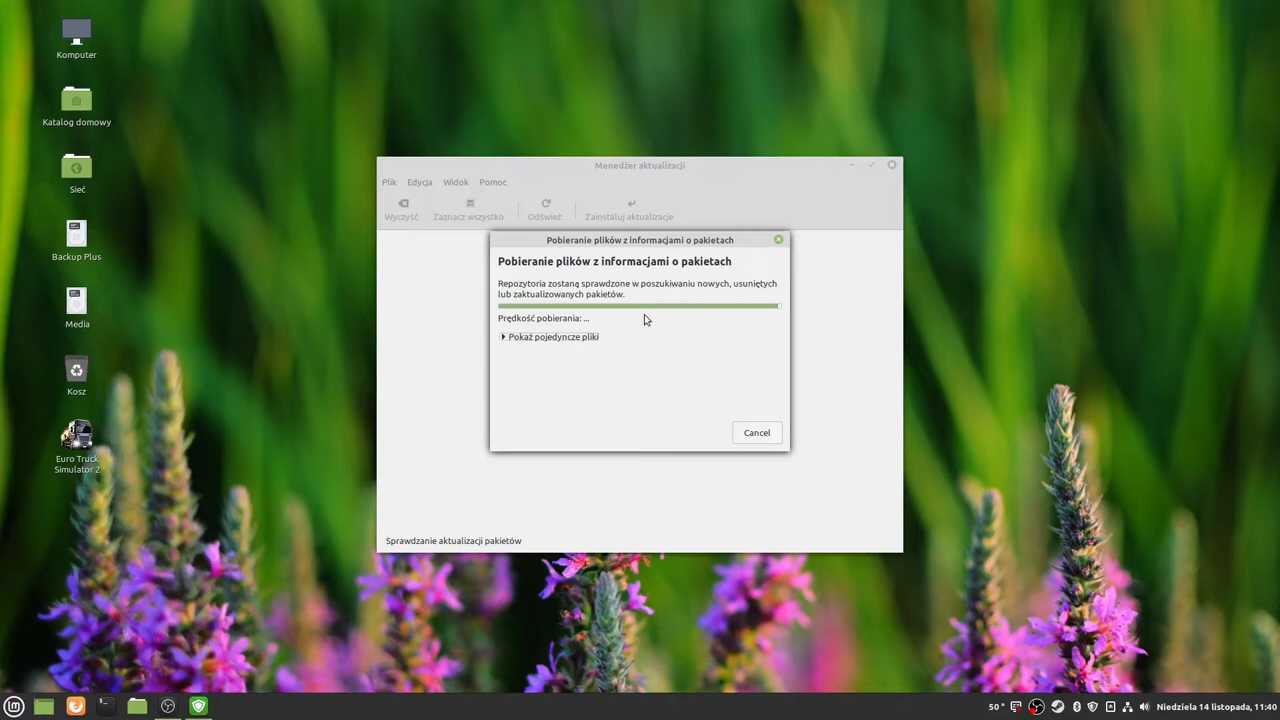 Komputer
Katalog domowy
Sieć
Backup Plus
Media
Kosz
Euro Truck
Simulator 2
Menedżer aktualizacji
Plik Edycja Widok Pomoc
Wyczyść Zaznacz wszystko Odśwież Zainstaluj aktualizacje
Pobieranie plików z informacjami o pakietach
Pobieranie plików z informacjami o pakietach
Repozytoria zostaną sprawdzone w poszukiwaniu nowych, usuniętych
lub zaktualizowanych pakietów.
Prędkość pobierania: ...
Pokaż pojedyncze pliki
Cancel
Sprawdzanie aktualizacji pakietów
50 ° Niedziela 14 listopada, 11:40